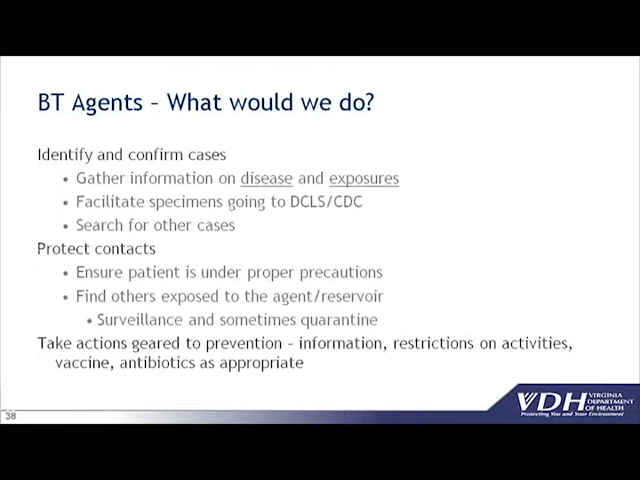 BT Agents – What would we do?
Identify and confirm cases
• Gather information on disease and exposures
• Facilitate specimens going to DCLS/CDC
• Search for other cases
Protect contacts
• Ensure patient is under proper precautions
• Find others exposed to the agent/reservoir
• Surveillance and sometimes quarantine
Take actions geared to prevention – information, restrictions on activities,
vaccine, antibiotics as appropriate
38
VDH VIRGINIA
DEPARTMENT
OF HEALTH
Protecting You and Your Environment